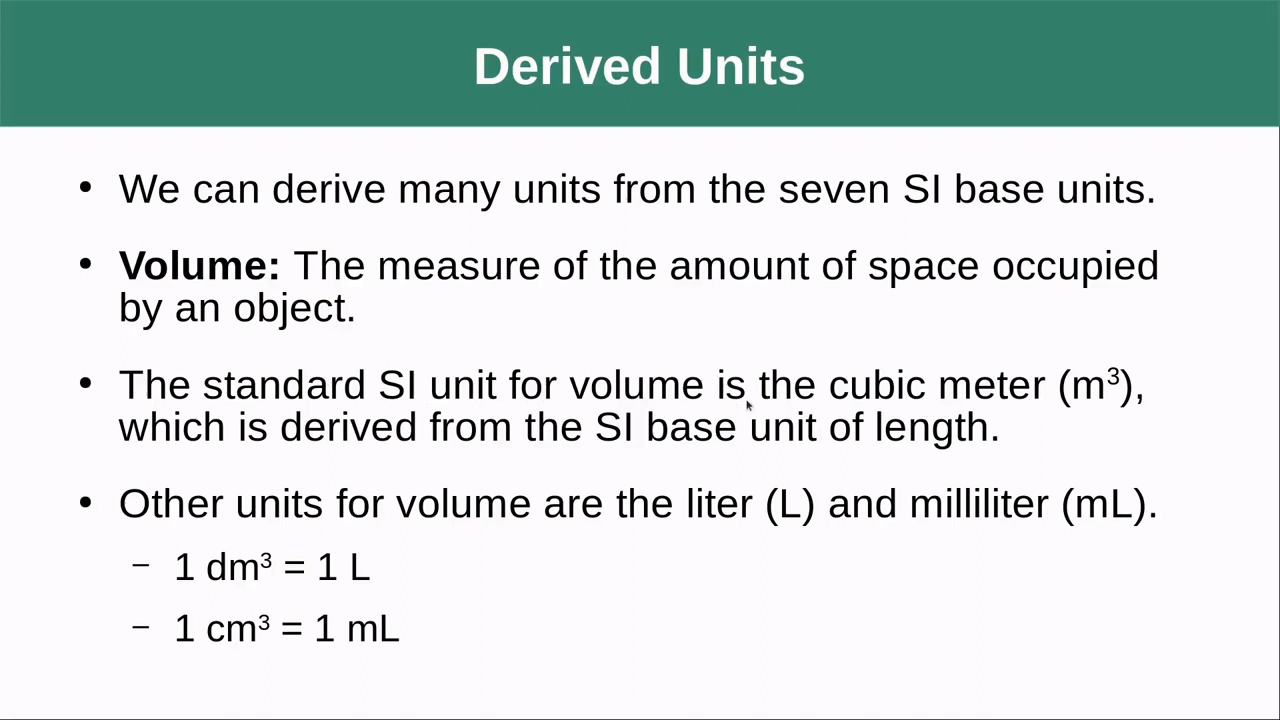 Derived Units
• We can derive many units from the seven SI base units.
• Volume: The measure of the amount of space occupied
by an object.
• The standard SI unit for volume is the cubic meter (m³),
which is derived from the SI base unit of length.
• Other units for volume are the liter (L) and milliliter (mL).
– 1 dm³ = 1 L
– 1 cm³ = 1 mL